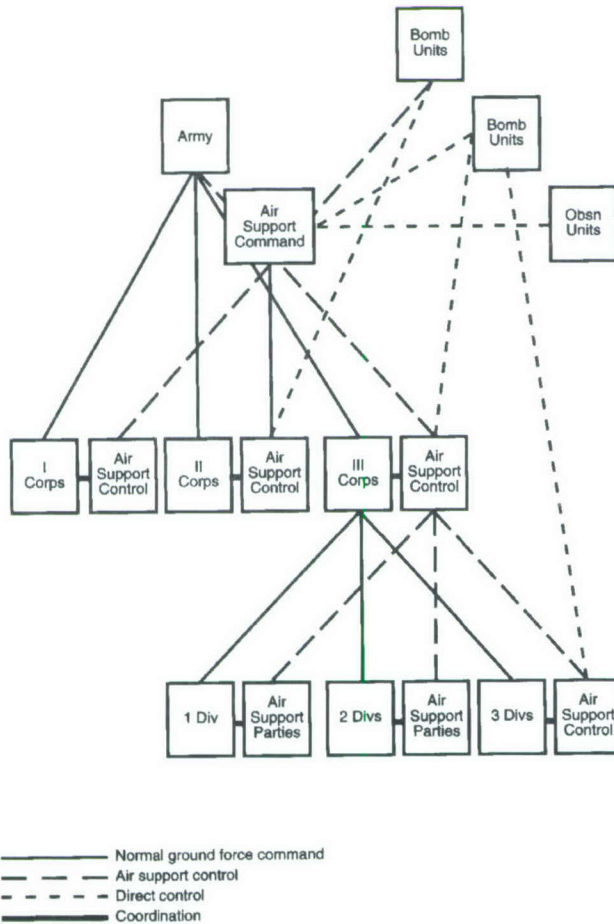 Bomb
Units
Army
Bomb
Units
Air
Support
Command
Obsn
Units
I
Corps
Air
Support
Control
II
Corps
Air
Support
Control
III
Corps
Air
Support
Control
1 Div
Air
Support
Parties
2 Divs
Air
Support
Parties
3 Divs
Air
Support
Control
Normal ground force command
Air support control
Direct control
Coordination